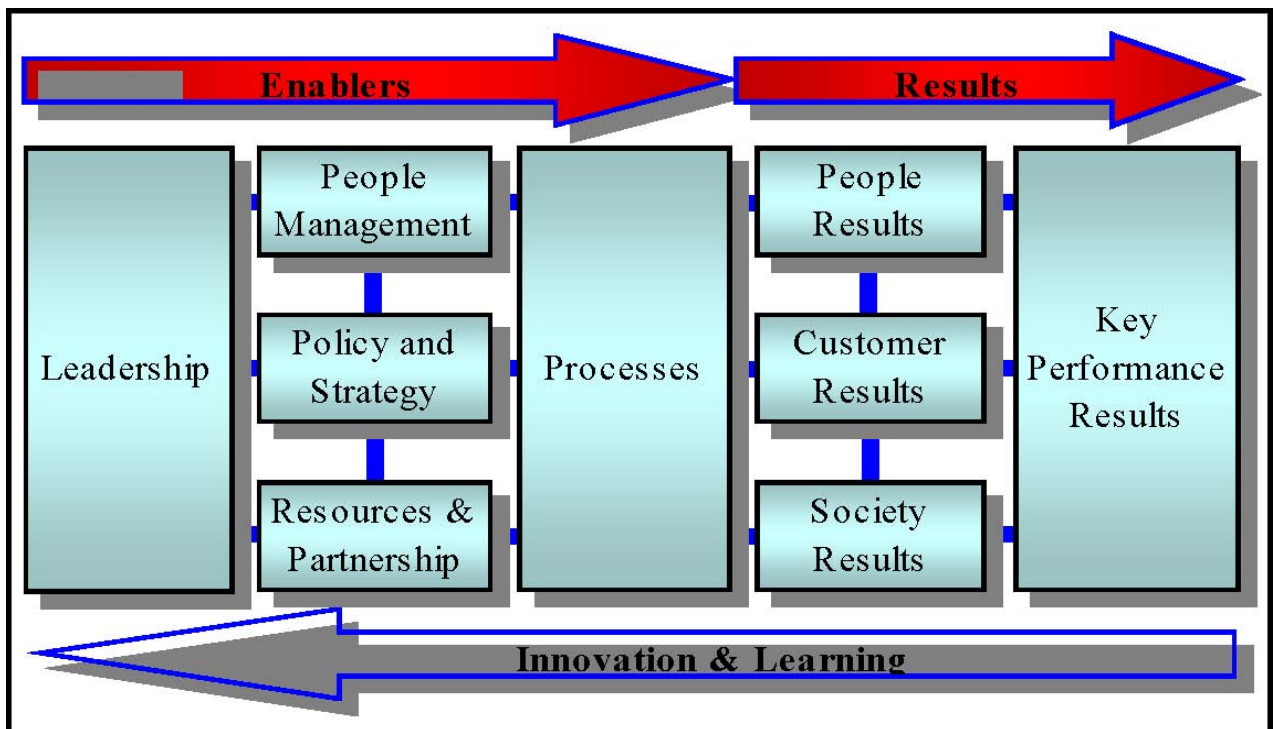 Enablers
Results
Leadership
People
Management
Policy and
Strategy
Resources &
Partnership
Processes
People
Results
Customer
Results
Society
Results
Key
Performance
Results
Innovation & Learning